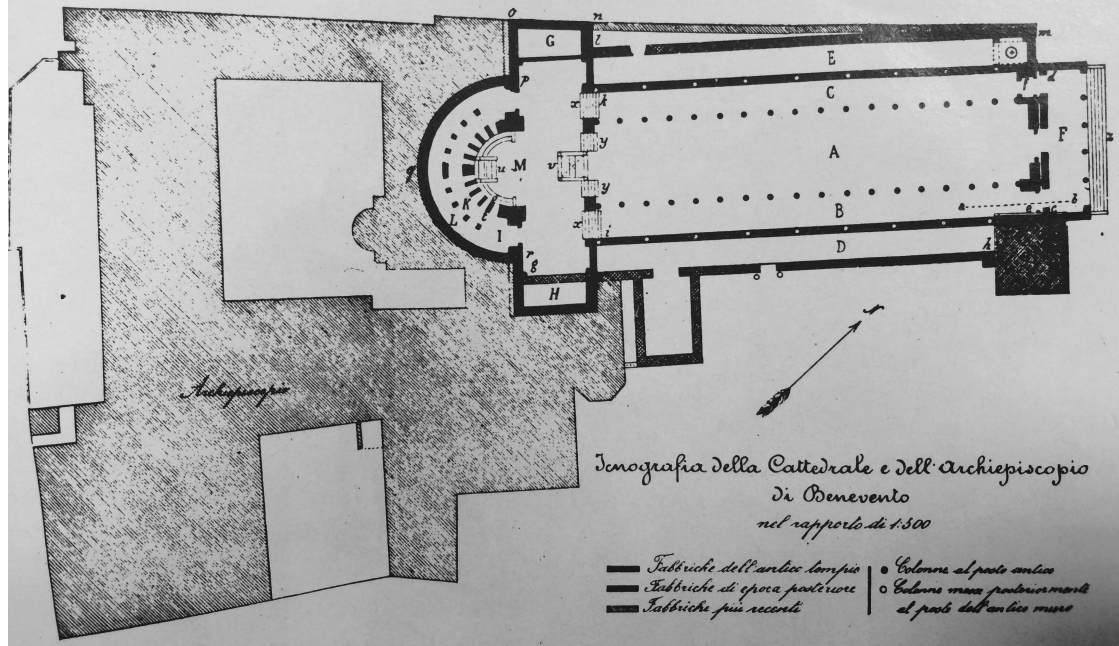 o n
G l m
E
p x k C f d
y
q u M v A F z
K y a b
L t B e c
I x i
r D h
g
H
Archiepiscopio
Icnografia della Cattedrale e dell'Archiepiscopio
di Benevento
nel rapporto di 1:500
Fabbriche dell'antico tempio
Fabbriche di epoca posteriore
Fabbriche più recenti
Colonne al posto antico
Colonne messe posteriormente
al posto dell'antico muro